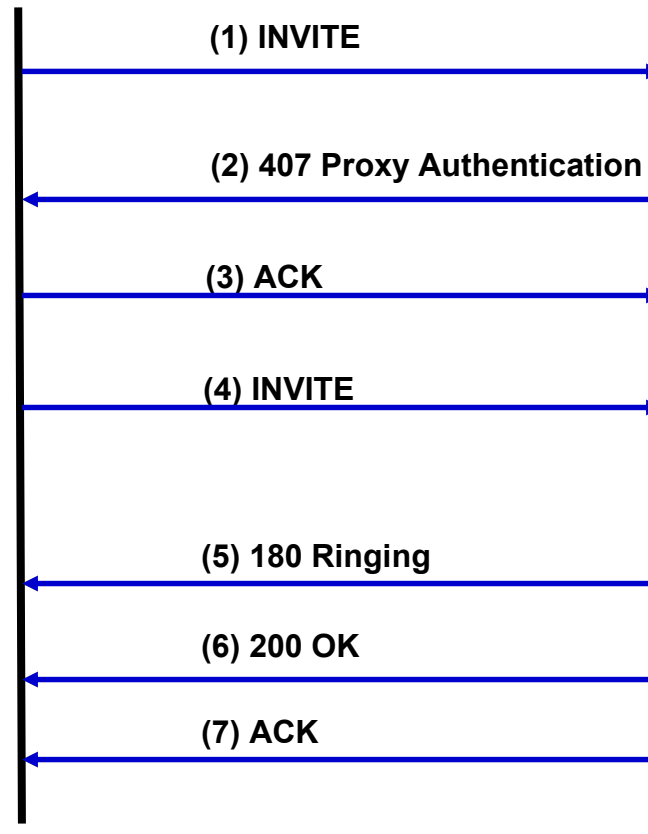 (1) INVITE
(2) 407 Proxy Authentication
(3) ACK
(4) INVITE
(5) 180 Ringing
(6) 200 OK
(7) ACK